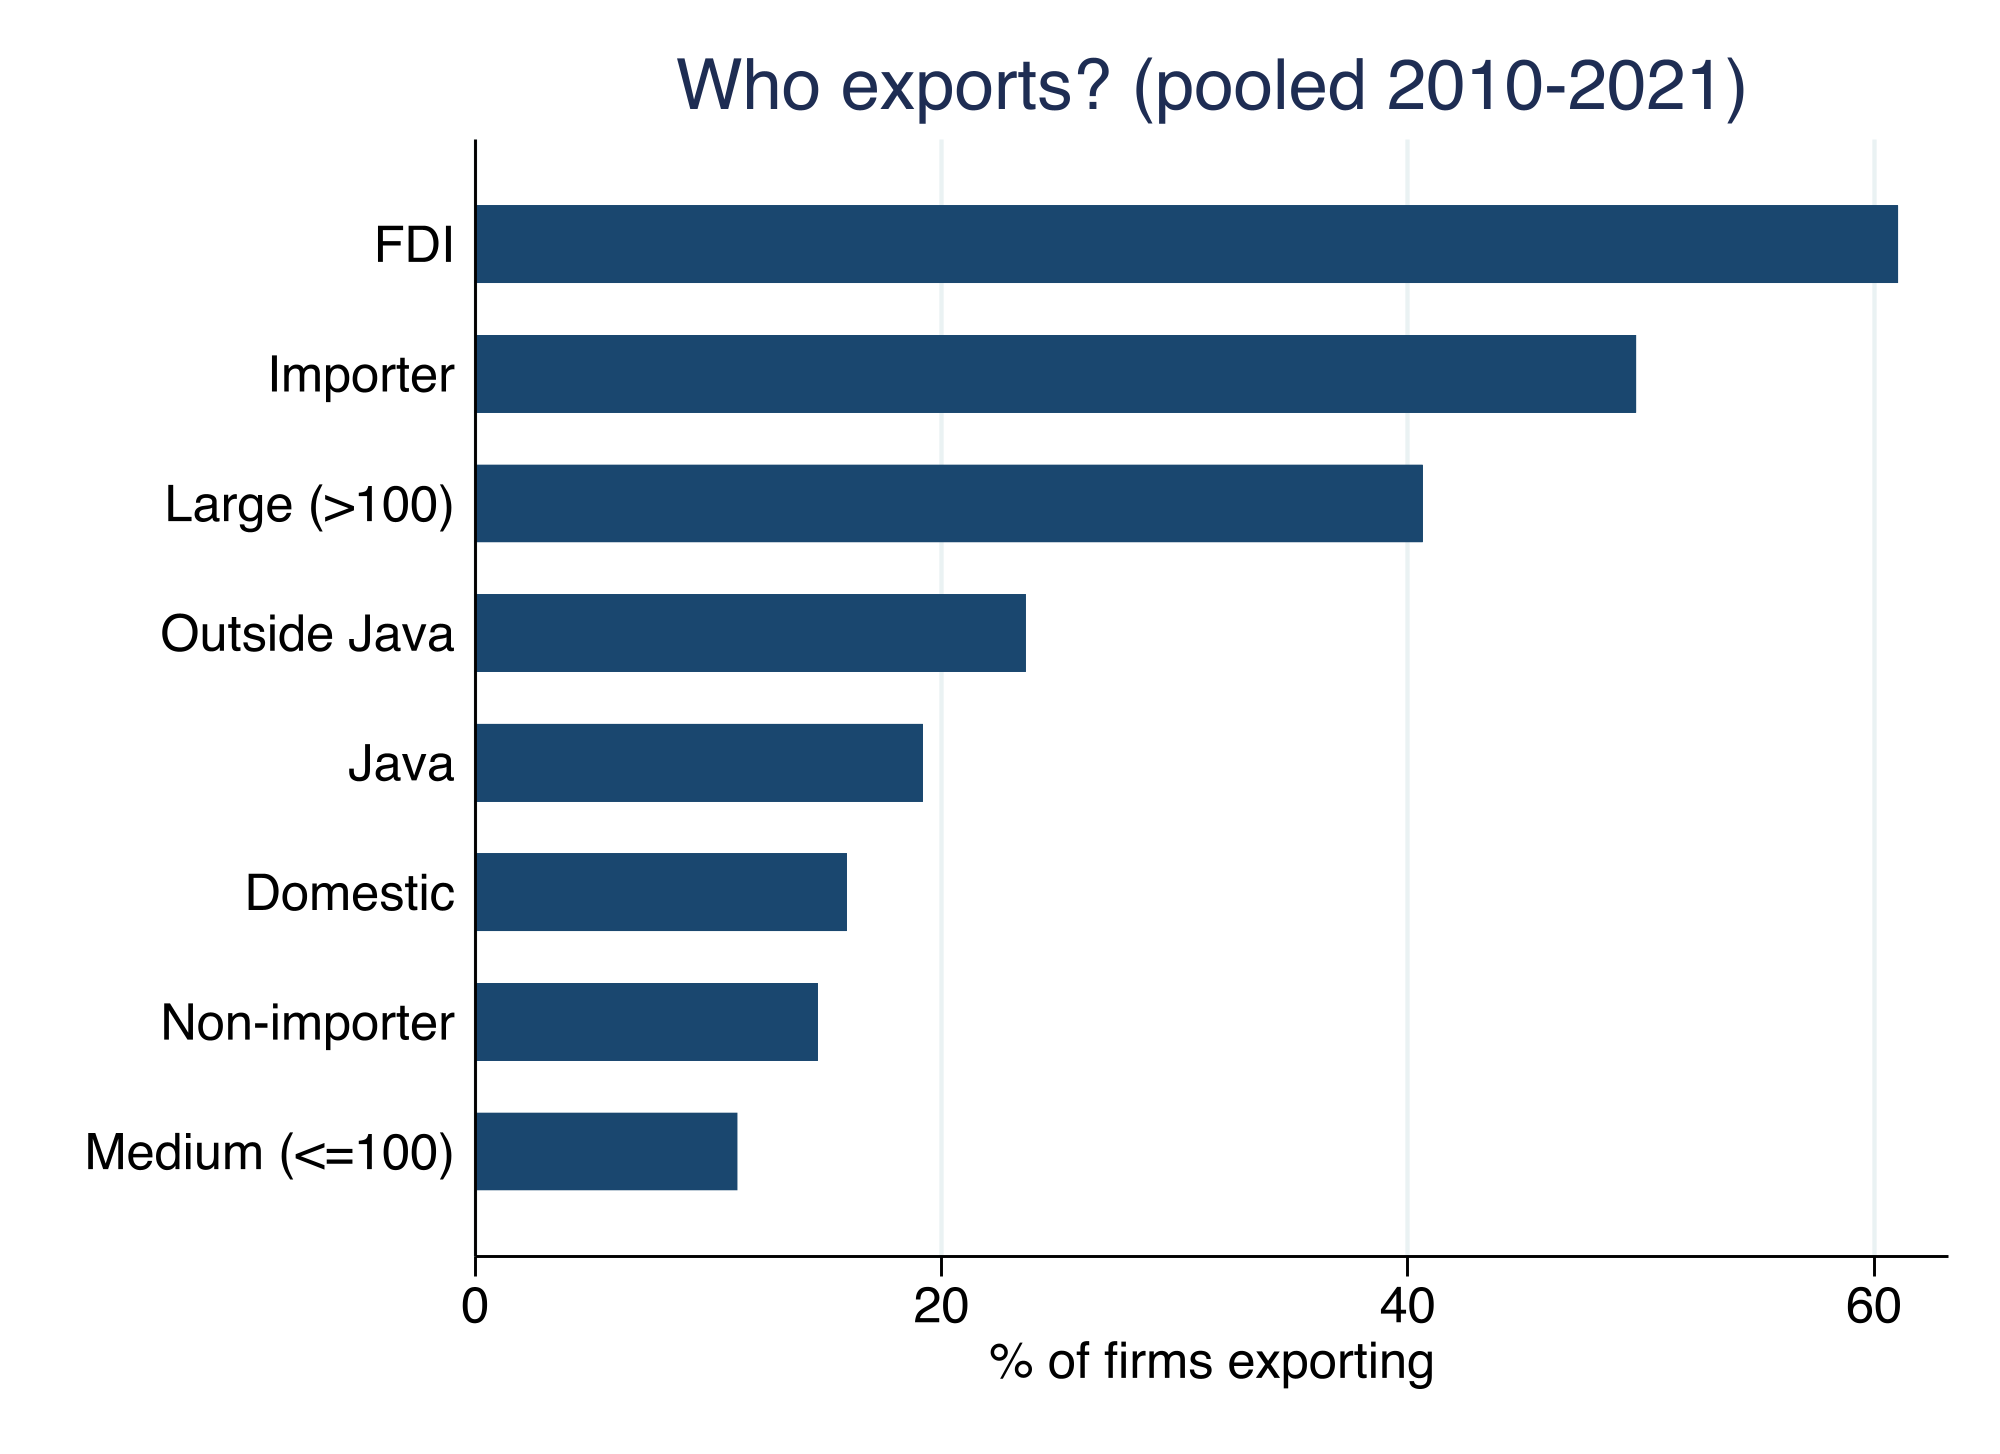 Who exports? (pooled 2010-2021)
FDI
Importer
Large (>100)
Outside Java
Java
Domestic
Non-importer
Medium (<=100)
0 20 40 60
% of firms exporting